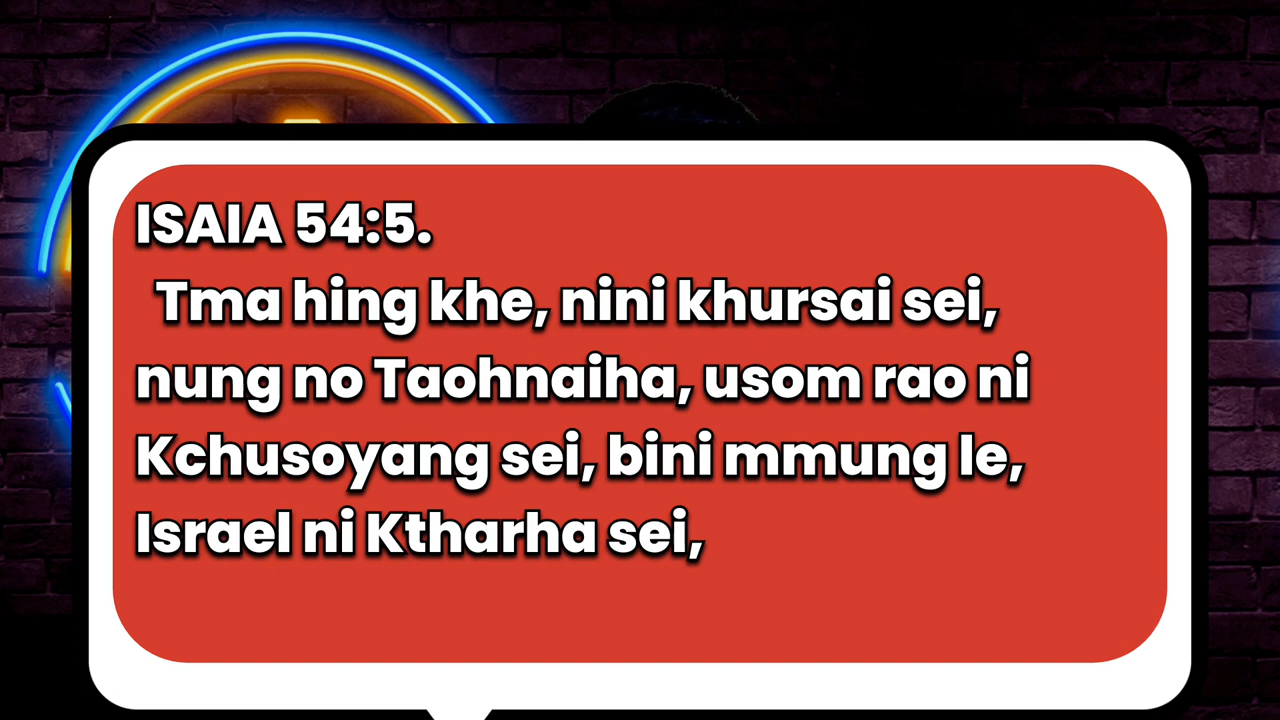 ISAIA 54:5.
Tma hing khe, nini khursai sei,
nung no Taohnaiha, usom rao ni
Kchusoyang sei, bini mmung le,
Israel ni Ktharha sei,